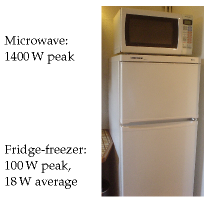 Microwave:
1400 W peak
Fridge-freezer:
100 W peak,
18 W average